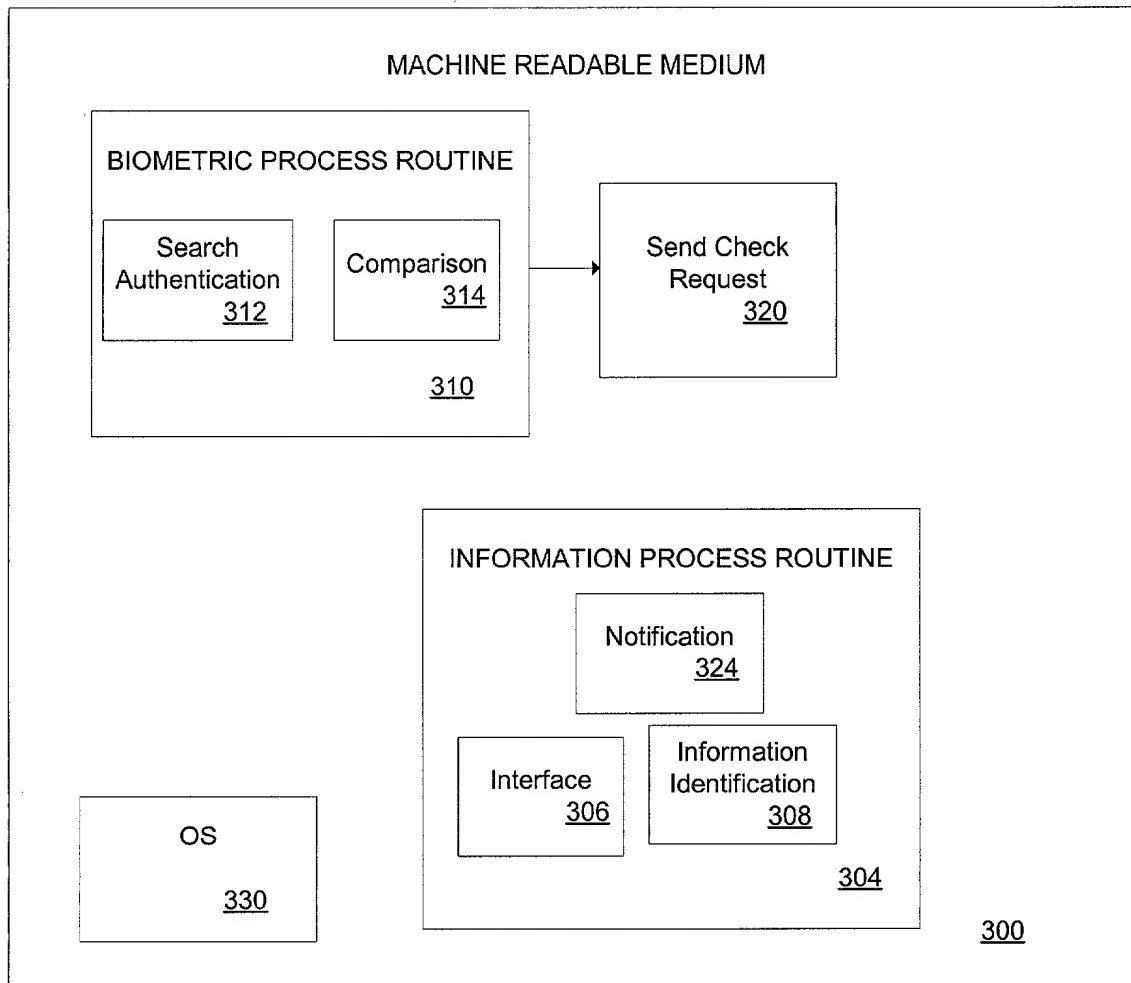 MACHINE READABLE MEDIUM
BIOMETRIC PROCESS ROUTINE
Search
Authentication
312
Comparison
314
310
Send Check
Request
320
INFORMATION PROCESS ROUTINE
Notification
324
Interface
306
Information
Identification
308
304
OS
330
300